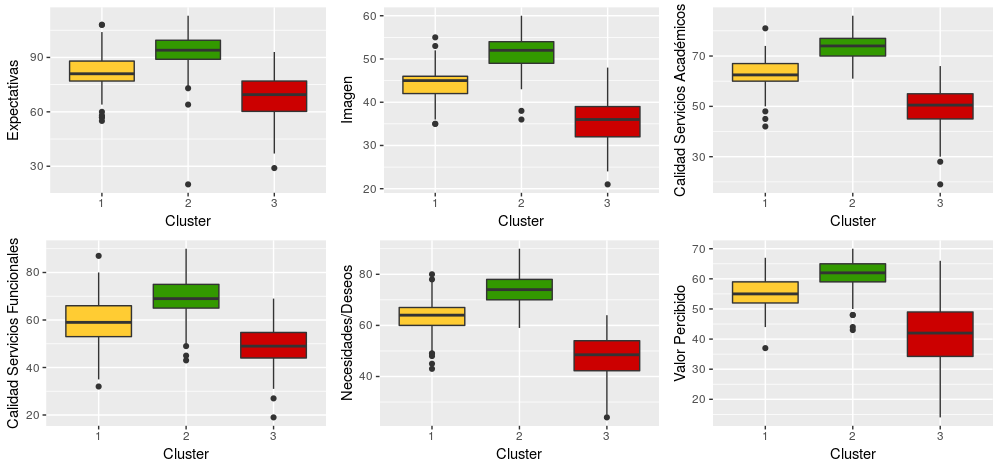 Expectativas
90
60
30
1 2 3
Cluster
Imagen
60
50
40
30
20
1 2 3
Cluster
Calidad Servicios Académicos
70
50
30
1 2 3
Cluster
Calidad Servicios Funcionales
80
60
40
20
1 2 3
Cluster
Necesidades/Deseos
80
60
40
1 2 3
Cluster
Valor Percibido
70
60
50
40
30
20
1 2 3
Cluster